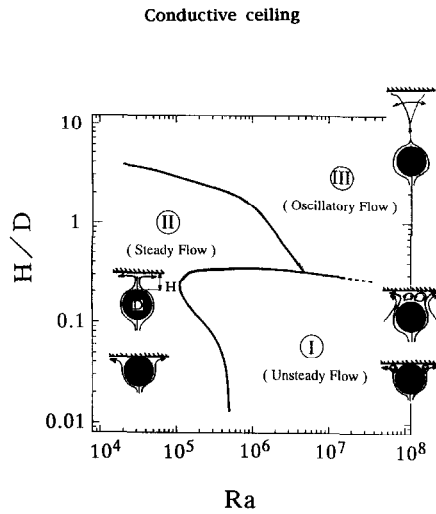 Conductive ceiling
10
III
( Oscillatory Flow )
II
1
( Steady Flow )
H/D
H
D
0.1
I
( Unsteady Flow )
0.01
10^4 10^5 10^6 10^7 10^8
Ra